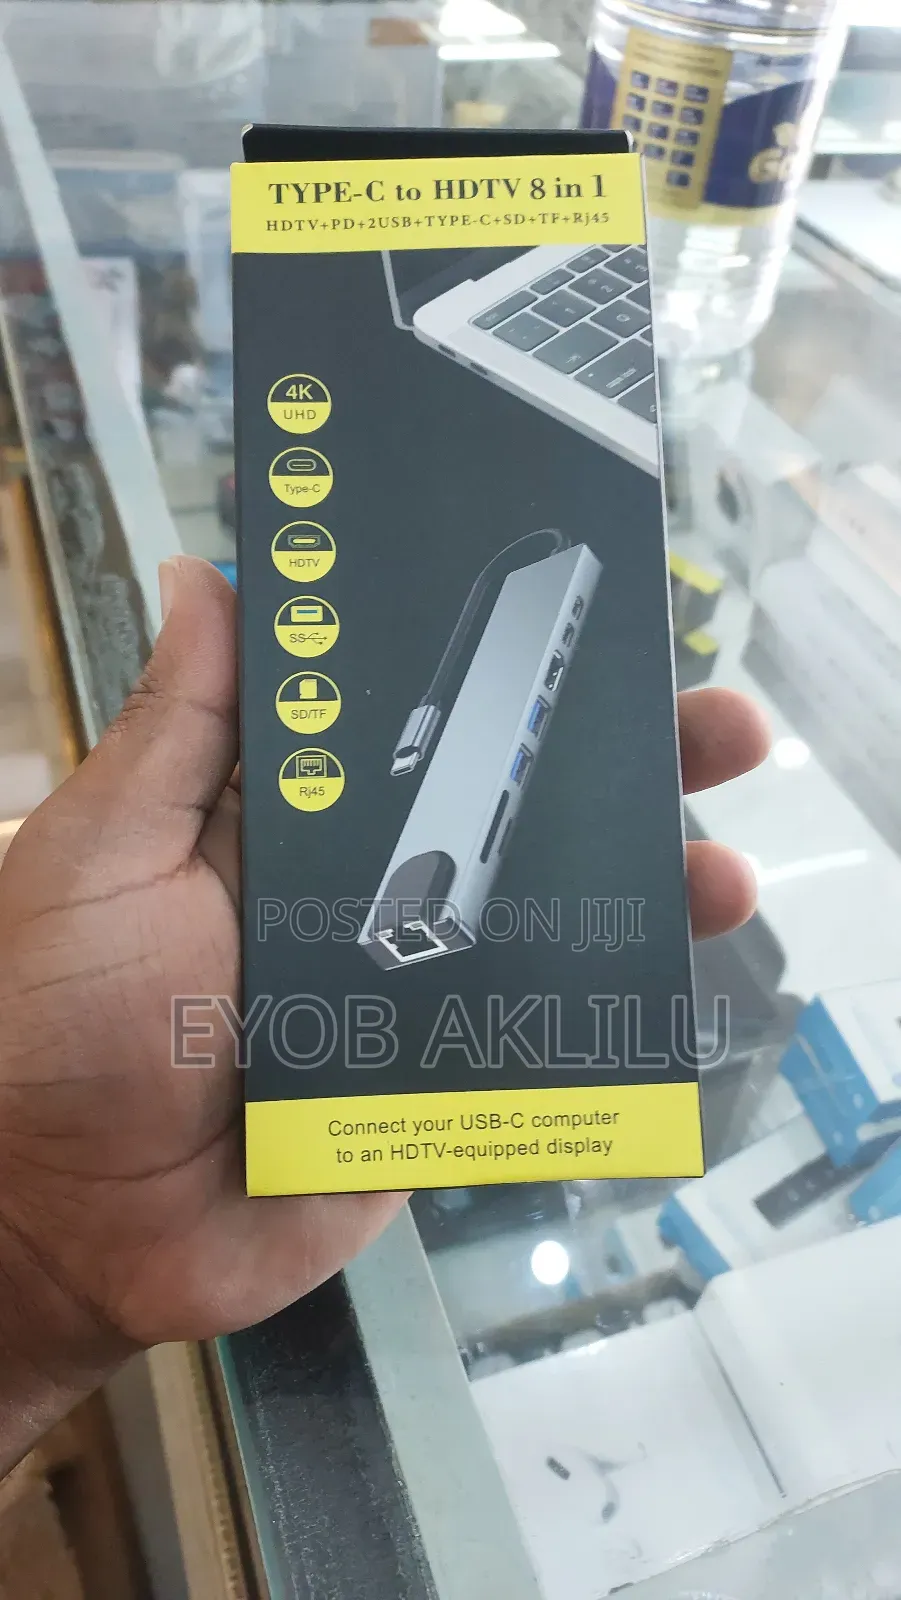 TYPE-C to HDTV 8 in 1
HDTV+PD+2USB+TYPE-C+SD+TF+Rj45
4K
UHD
Type-C
HDTV
SS
SD/TF
Rj45
POSTED ON JIJI
EYOB AKLILU
Connect your USB-C computer
to an HDTV-equipped display